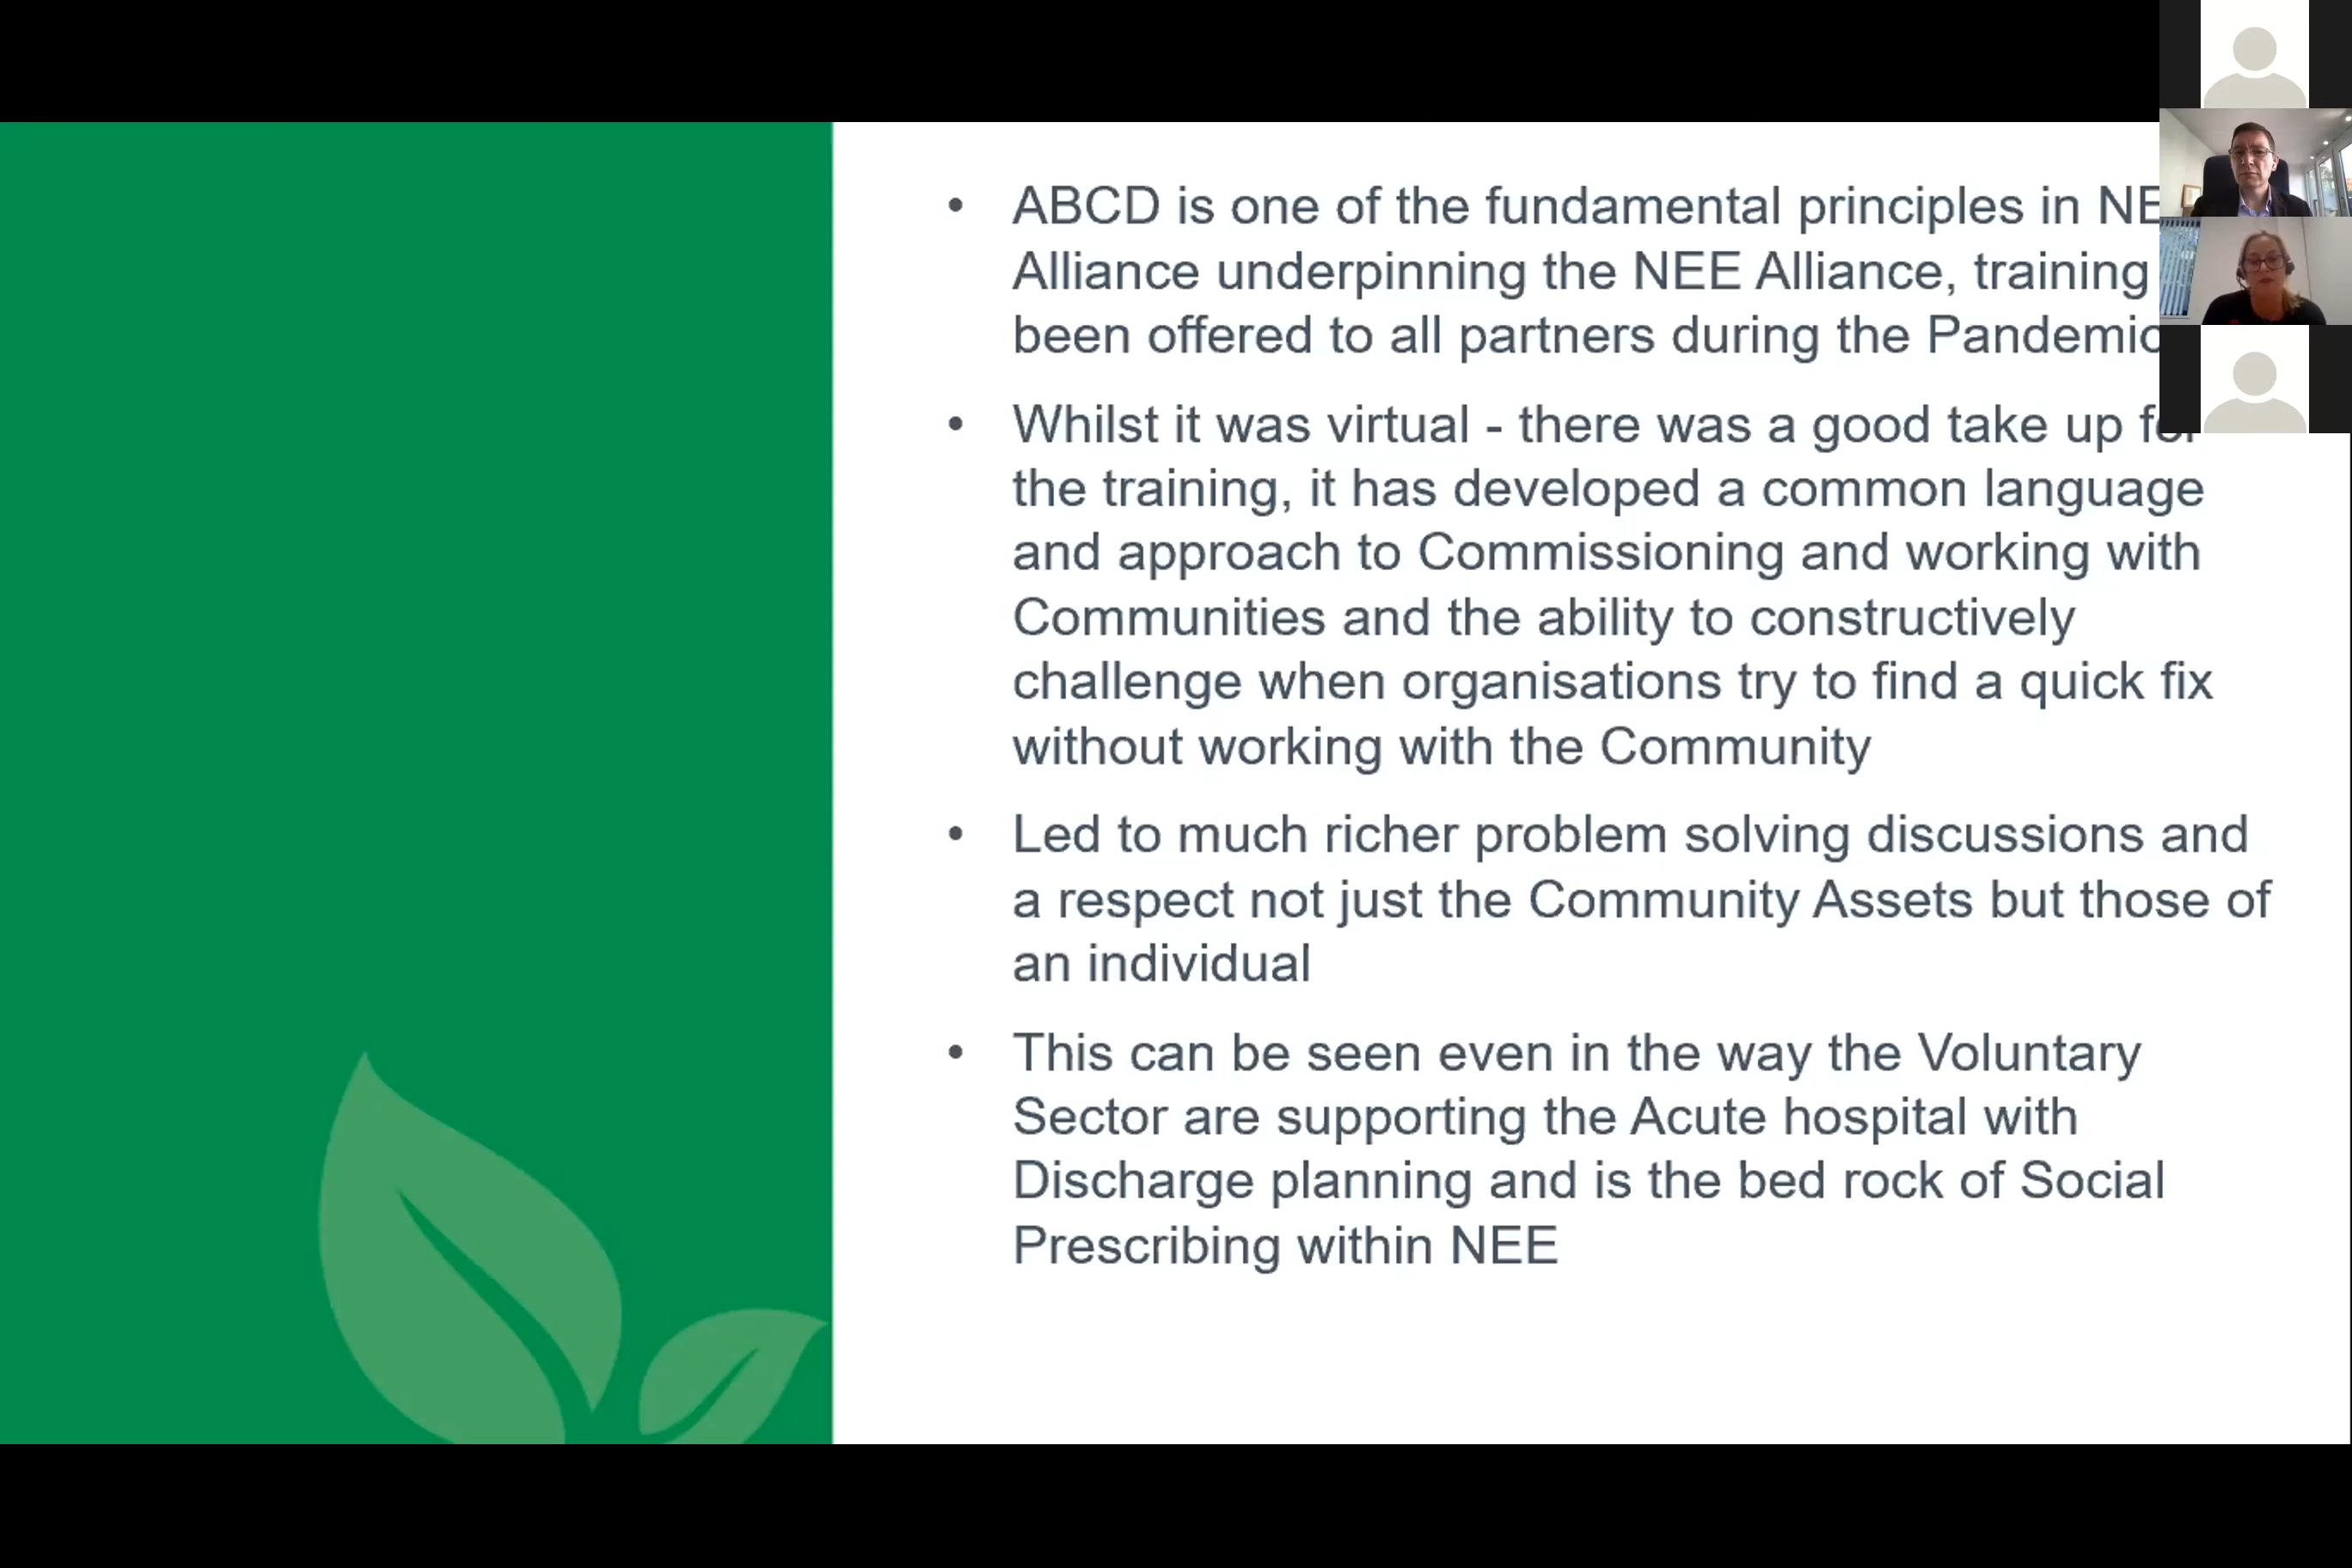 • ABCD is one of the fundamental principles in
Alliance underpinning the NEE Alliance, training
been offered to all partners during the Pandemic
• Whilst it was virtual - there was a good take up for
the training, it has developed a common language
and approach to Commissioning and working with
Communities and the ability to constructively
challenge when organisations try to find a quick fix
without working with the Community
• Led to much richer problem solving discussions and
a respect not just the Community Assets but those of
an individual
• This can be seen even in the way the Voluntary
Sector are supporting the Acute hospital with
Discharge planning and is the bed rock of Social
Prescribing within NEE